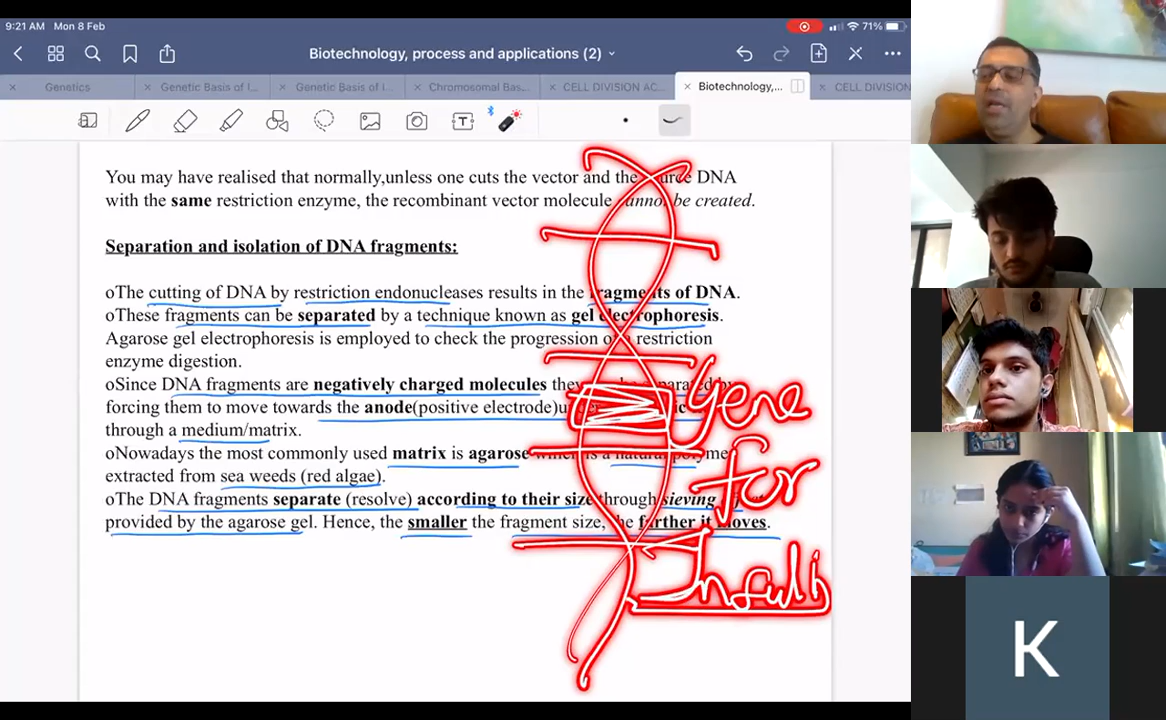 9:21 AM Mon 8 Feb
71%
Biotechnology, process and applications (2)
Genetics
Genetic Basis of I...
Genetic Basis of I...
Chromosomal Bas...
CELL DIVISION AC...
Biotechnology,...
CELL DIVISION
You may have realised that normally,unless one cuts the vector and the DNA
with the same restriction enzyme, the recombinant vector molecule cannot be created.
Separation and isolation of DNA fragments:
oThe cutting of DNA by restriction endonucleases results in the fragments of DNA.
oThese fragments can be separated by a technique known as gel electrophoresis.
Agarose gel electrophoresis is employed to check the progression of a restriction
enzyme digestion.
oSince DNA fragments are negatively charged molecules they separated by
forcing them to move towards the anode(positive electrode)
through a medium/matrix.
oNowadays the most commonly used matrix is agarose which is a natural polymer
extracted from sea weeds (red algae).
oThe DNA fragments separate (resolve) according to their size through sieving effect
provided by the agarose gel. Hence, the smaller the fragment size, the farther it moves.
Gene
for
Insulin
K